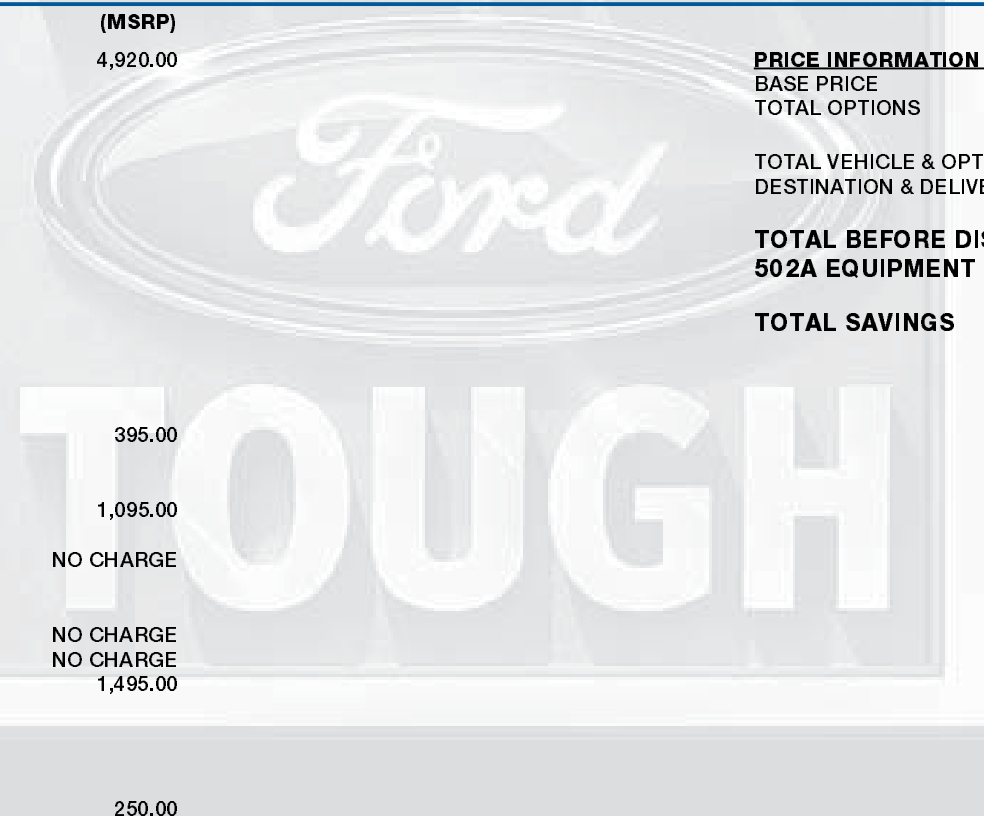 (MSRP)
4,920.00
PRICE INFORMATION
BASE PRICE
TOTAL OPTIONS
TOTAL VEHICLE & OPT
DESTINATION & DELIVE
TOTAL BEFORE DIS
502A EQUIPMENT
TOTAL SAVINGS
Ford
TOUGH
395.00
1,095.00
NO CHARGE
NO CHARGE
NO CHARGE
1,495.00
250.00